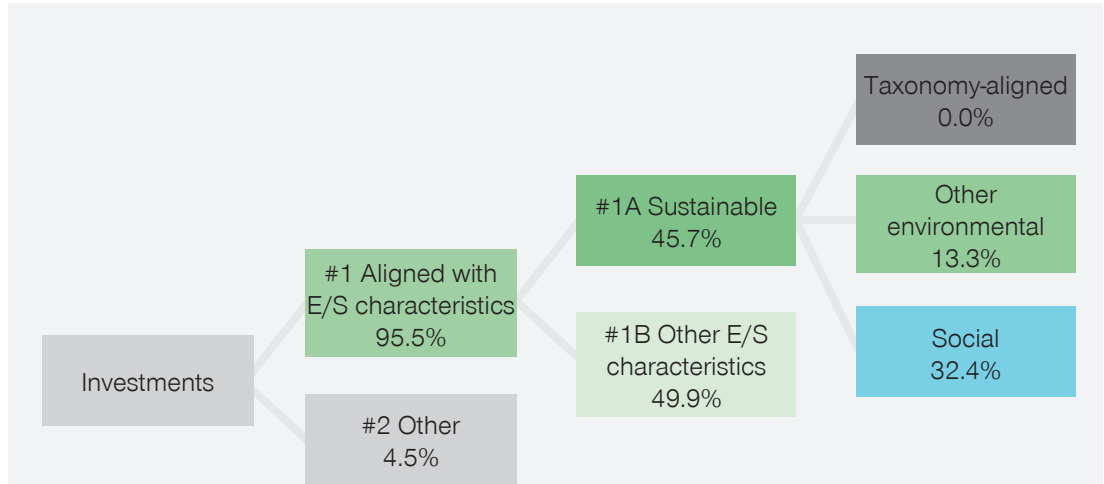 Taxonomy-aligned
0.0%
#1A Sustainable
45.7%
Other
environmental
13.3%
#1 Aligned with
E/S characteristics
95.5%
#1B Other E/S
characteristics
49.9%
Social
32.4%
Investments
#2 Other
4.5%